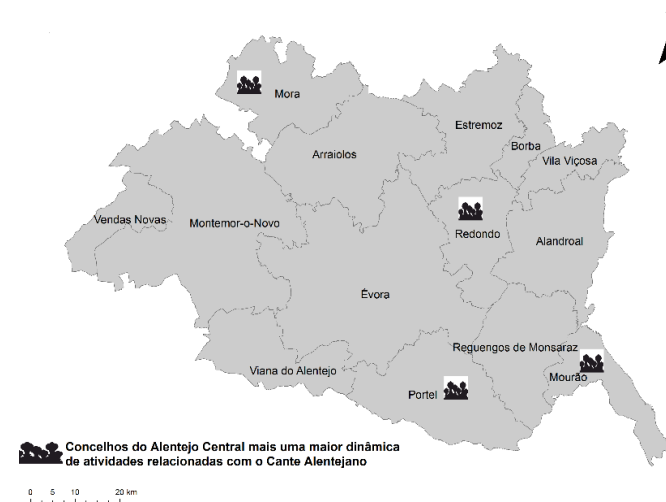 Mora
Estremoz
Borba
Arraiolos
Vila Viçosa
Vendas Novas
Montemor-o-Novo
Redondo
Alandroal
Évora
Reguengos de Monsaraz
Viana do Alentejo
Mourão
Portel
Concelhos do Alentejo Central mais uma maior dinâmica
de atividades relacionadas com o Cante Alentejano
0 5 10 20 km